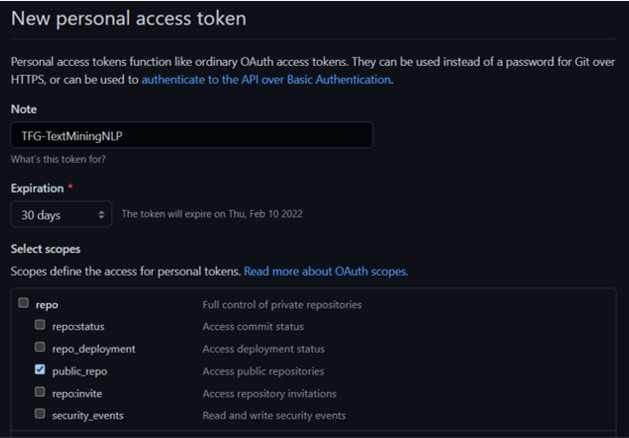 New personal access token
Personal access tokens function like ordinary OAuth access tokens. They can be used instead of a password for Git over
HTTPS, or can be used to authenticate to the API over Basic Authentication.
Note
TFG-TextMiningNLP
What's this token for?
Expiration *
30 days The token will expire on Thu, Feb 10 2022
Select scopes
Scopes define the access for personal tokens. Read more about OAuth scopes.
repo Full control of private repositories
repo:status Access commit status
repo_deployment Access deployment status
public_repo Access public repositories
repo:invite Access repository invitations
security_events Read and write security events